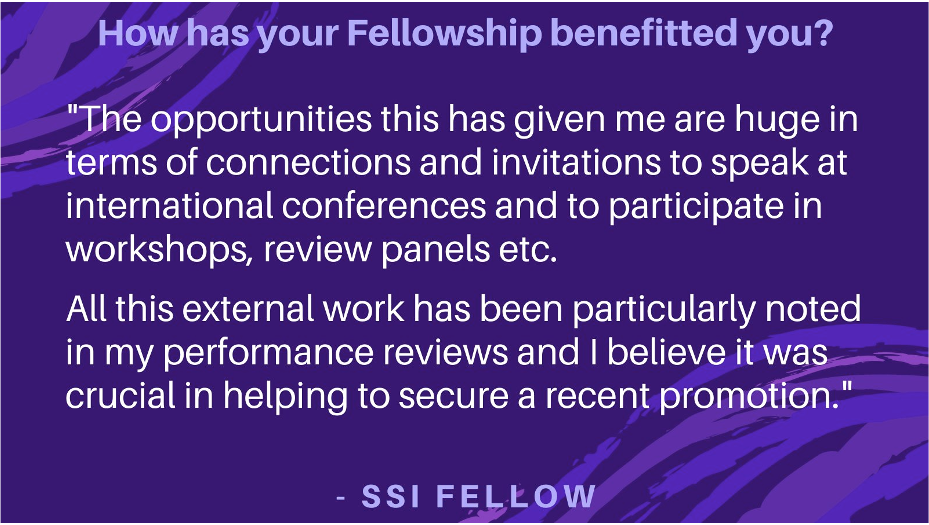 How has your Fellowship benefitted you?
"The opportunities this has given me are huge in
terms of connections and invitations to speak at
international conferences and to participate in
workshops, review panels etc.
All this external work has been particularly noted
in my performance reviews and I believe it was
crucial in helping to secure a recent promotion."
- SSI FELLOW